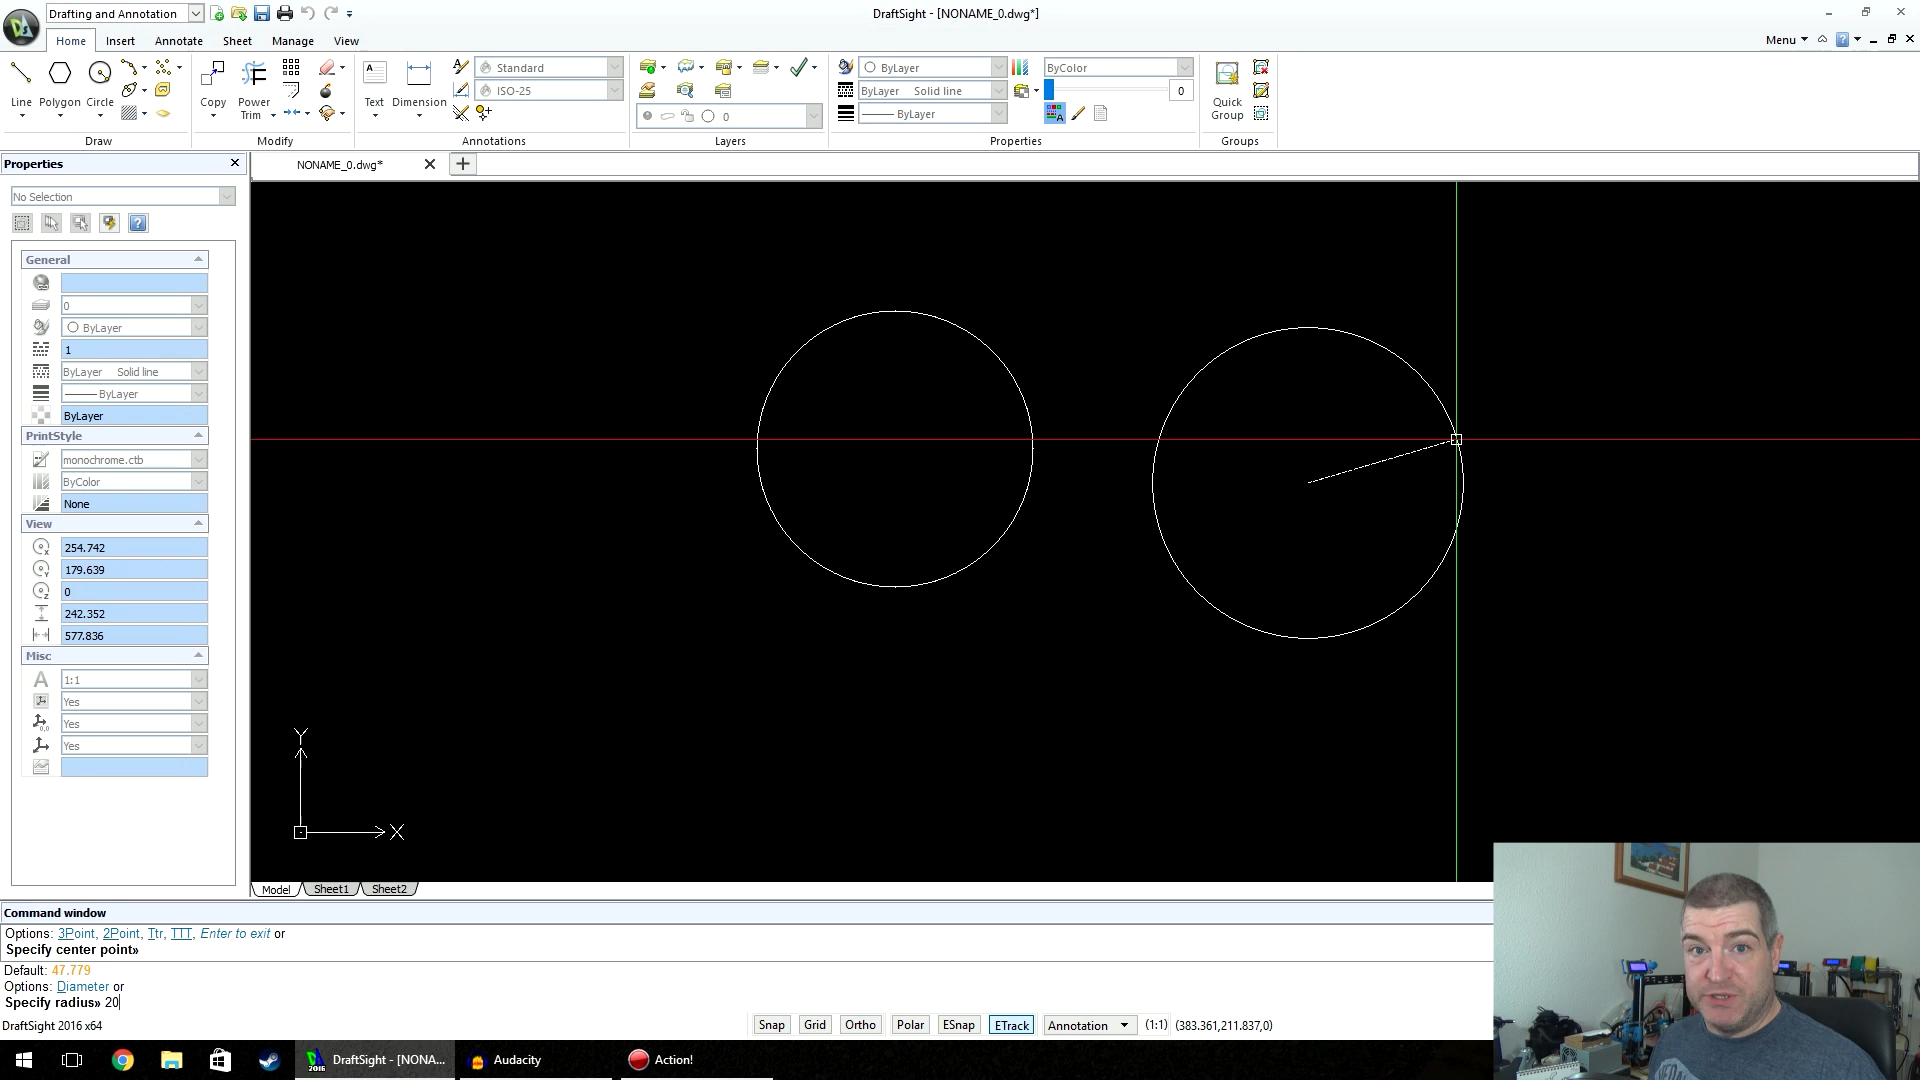 Drafting and Annotation
DraftSight - [NONAME_0.dwg*]
Home
Insert
Annotate
Sheet
Manage
View
Menu
Standard
ISO-25
0
ByLayer
ByLayer Solid line
ByLayer
ByColor
0
Line
Polygon
Circle
Copy
Power
Trim
Text
Dimension
Quick
Group
Draw
Modify
Annotations
Layers
Properties
Groups
Properties
NONAME_0.dwg*
No Selection
General
0
ByLayer
1
ByLayer Solid line
ByLayer
ByLayer
PrintStyle
monochrome.ctb
ByColor
None
View
254.742
179.639
0
242.352
577.836
Misc
1:1
Yes
Yes
Yes
Y
X
Model
Sheet1
Sheet2
Command window
Options: 3Point, 2Point, Ttr, TTT, Enter to exit or
Specify center point»
Default: 47.779
Options: Diameter or
Specify radius» 20
DraftSight 2016 x64
Snap
Grid
Ortho
Polar
ESnap
ETrack
Annotation
(1:1)
(383.361,211.837,0)
DraftSight - [NONA...
Audacity
Action!